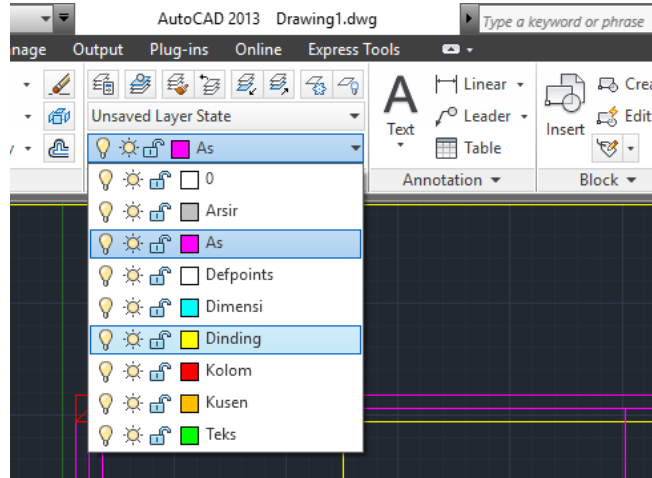 AutoCAD 2013 Drawing1.dwg
Type a keyword or phrase
nage Output Plug-ins Online Express Tools
Unsaved Layer State
As
0
Arsir
As
Defpoints
Dimensi
Dinding
Kolom
Kusen
Teks
A
Text
Linear
Leader
Table
Annotation
Insert
Crea
Edit
Block